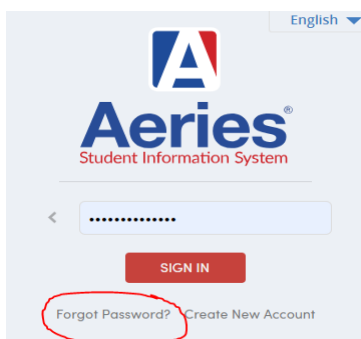 English
Aeries®
Student Information System
SIGN IN
Forgot Password? Create New Account